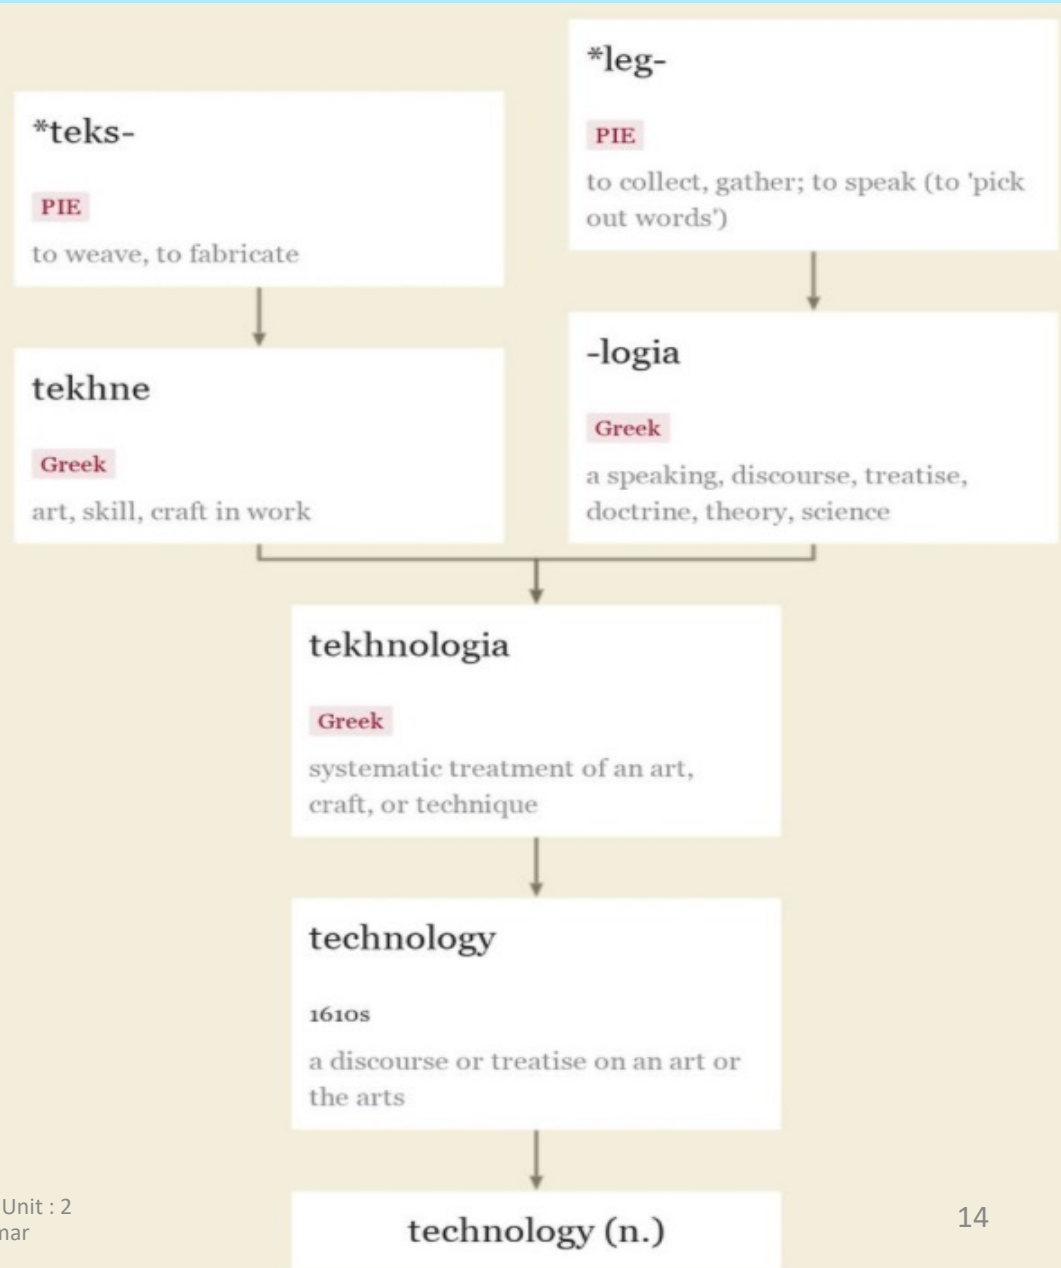 *teks-
PIE
to weave, to fabricate
*leg-
PIE
to collect, gather; to speak (to 'pick
out words')
tekhne
Greek
art, skill, craft in work
-logia
Greek
a speaking, discourse, treatise,
doctrine, theory, science
tekhnologia
Greek
systematic treatment of an art,
craft, or technique
technology
1610s
a discourse or treatise on an art or
the arts
technology (n.)
Unit : 2
14